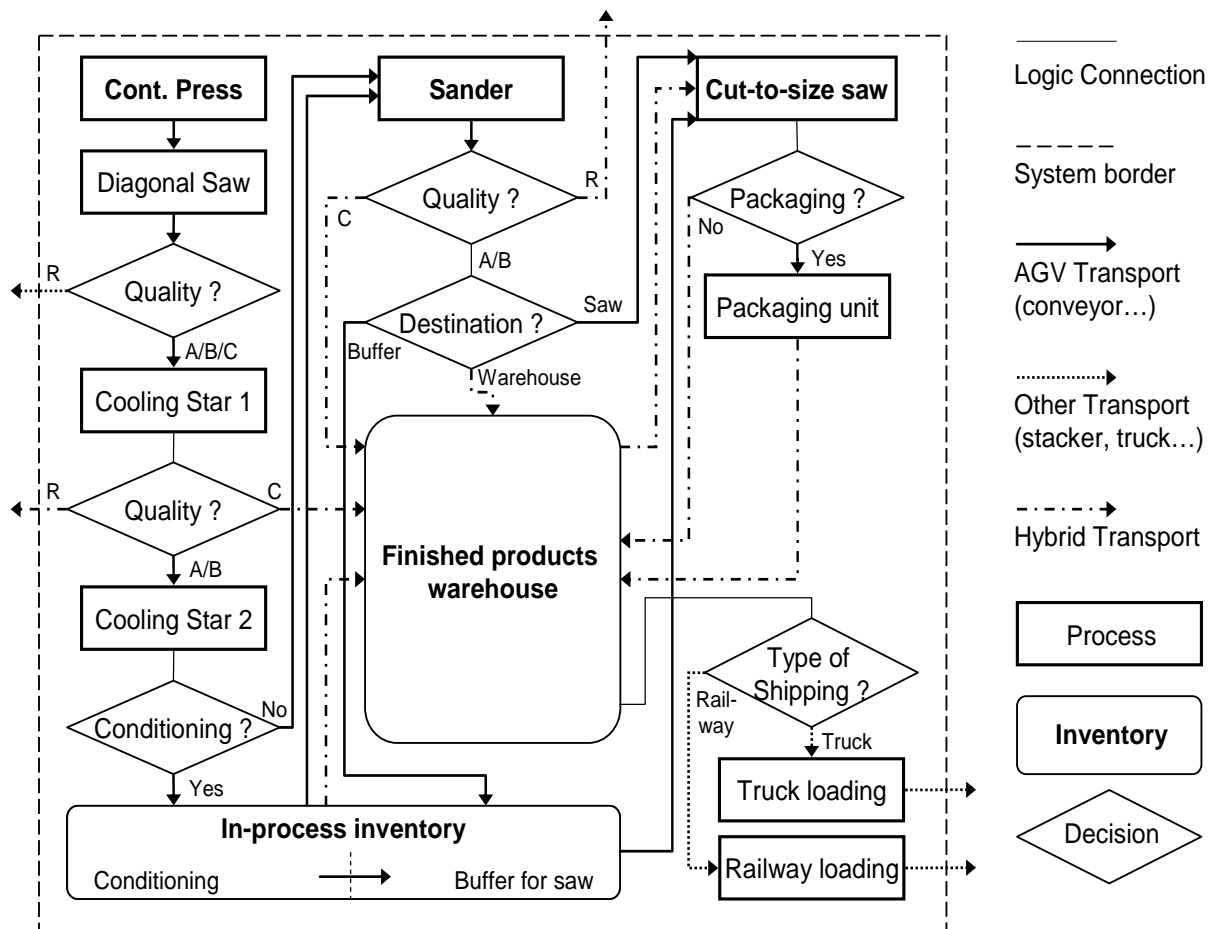 Cont. Press
Diagonal Saw
Quality ?
R
A/B/C
Cooling Star 1
Quality ?
R
C
A/B
Cooling Star 2
Conditioning ?
No
Yes
In-process inventory
Conditioning
Buffer for saw
Sander
Quality ?
R
C
A/B
Destination ?
Saw
Buffer
Warehouse
Finished products
warehouse
Cut-to-size saw
Packaging ?
No
Yes
Packaging unit
Type of
Shipping ?
Rail-
way
Truck
Truck loading
Railway loading
Logic Connection
System border
AGV Transport
(conveyor…)
Other Transport
(stacker, truck…)
Hybrid Transport
Process
Inventory
Decision